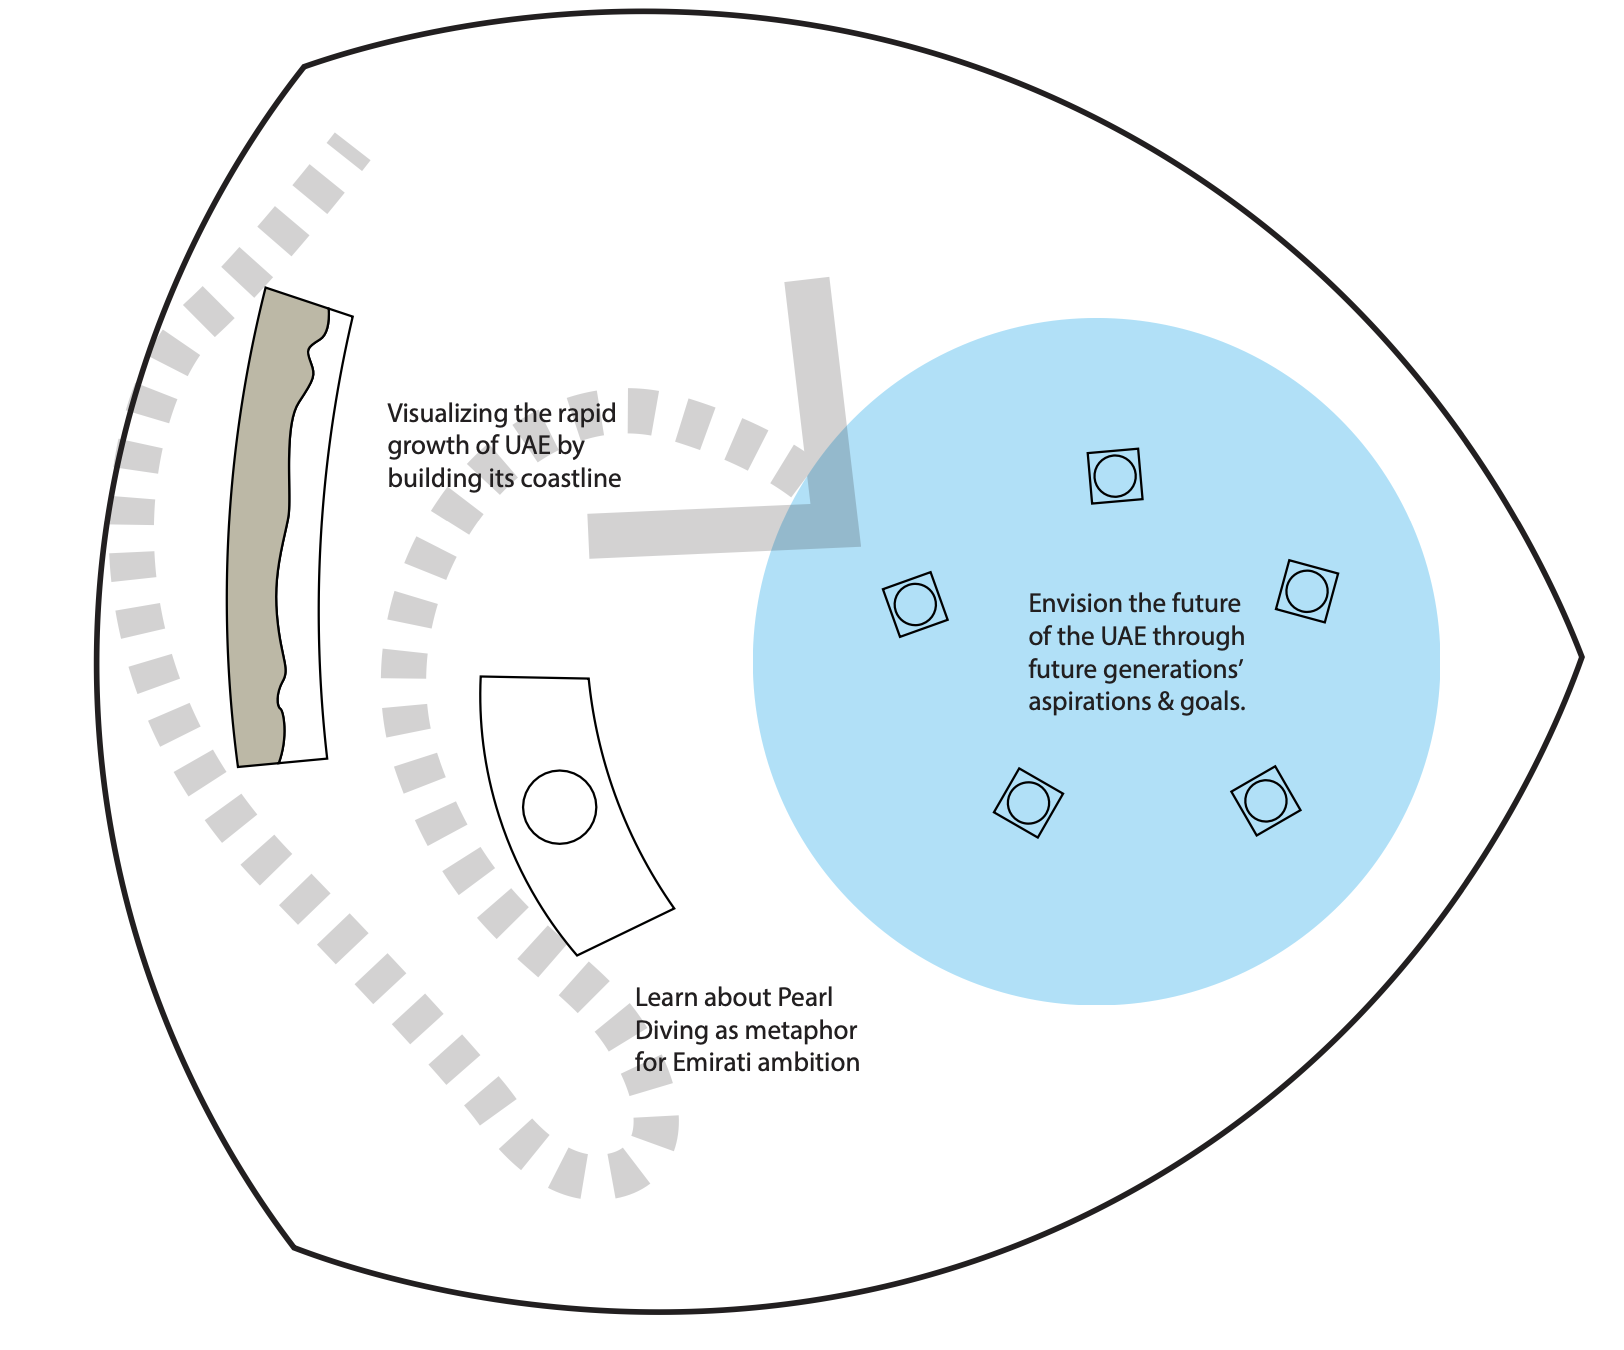 Visualizing the rapid
growth of UAE by
building its coastline
Envision the future
of the UAE through
future generations’
aspirations & goals.
Learn about Pearl
Diving as metaphor
for Emirati ambition